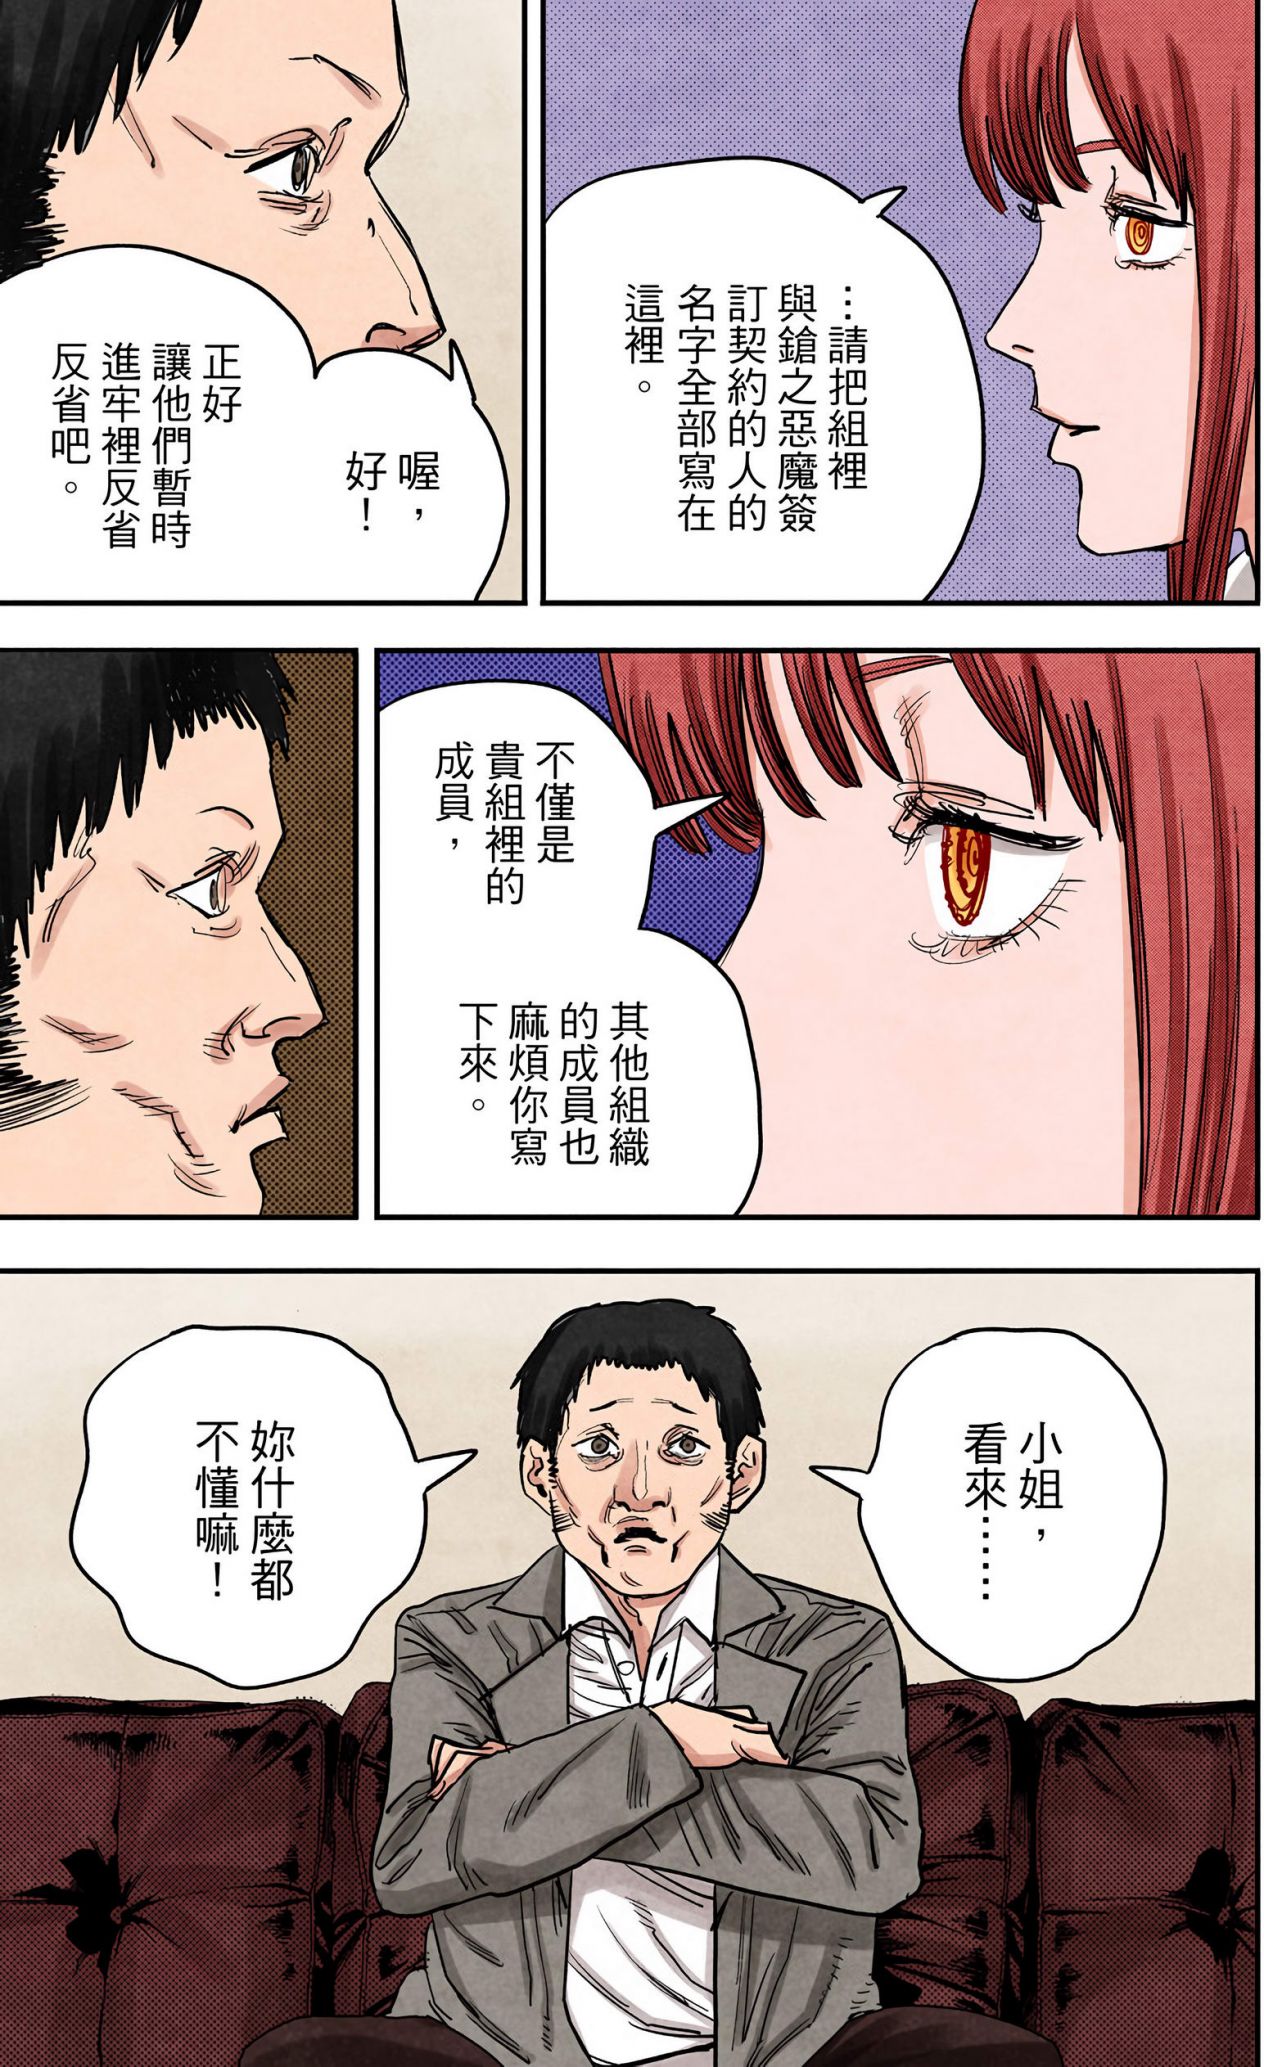 …請把組裡
與鎗之惡魔簽
訂契約的人的
名字全部寫在
這裡。
喔，
好！
正好
讓他們暫時
進牢裡反省
反省吧。
不僅是
貴組裡的
成員，
其他組織
的成員也
麻煩你寫
下來。
小姐，
看來……
妳什麼都
不懂嘛！